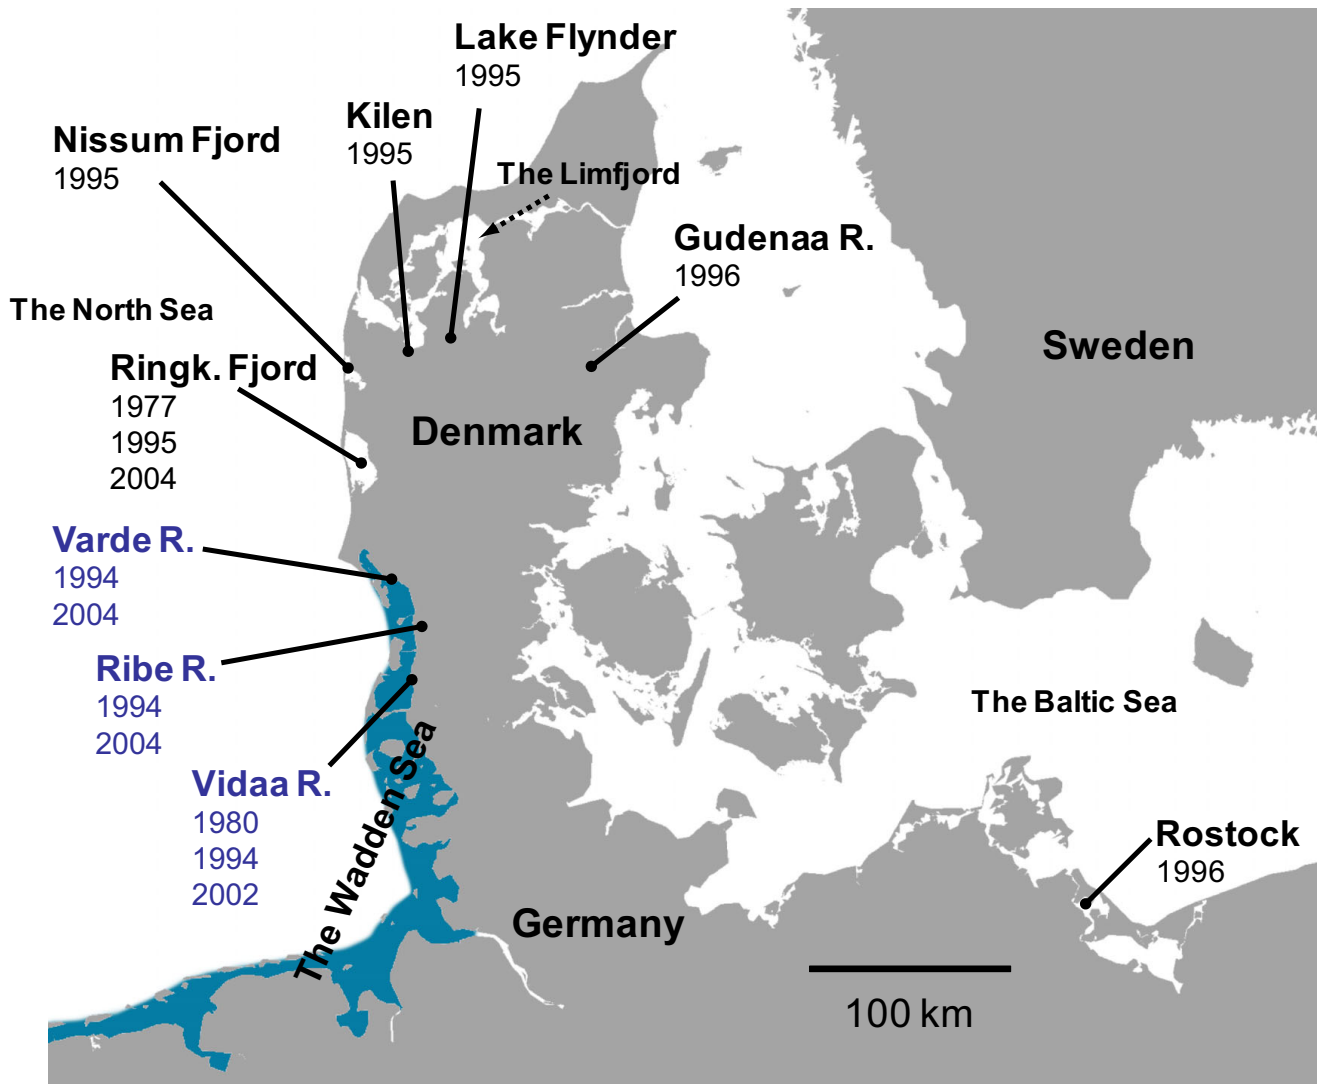 Lake Flynder
1995
Kilen
1995
Nissum Fjord
1995
The Limfjord
Gudenaa R.
1996
The North Sea
Sweden
Ringk. Fjord
1977
1995
2004
Denmark
Varde R.
1994
2004
Ribe R.
1994
2004
The Baltic Sea
Vidaa R.
1980
1994
2002
The Wadden Sea
Rostock
1996
Germany
100 km